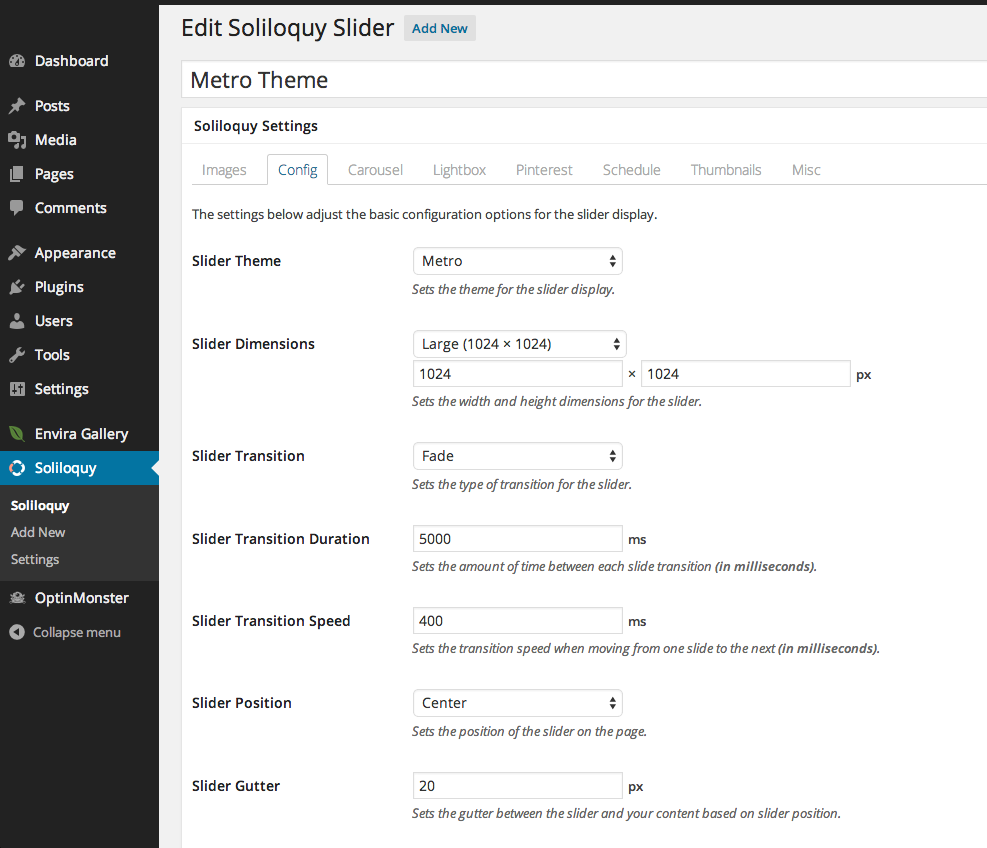 Edit Soliloquy Slider Add New
Dashboard
Posts
Media
Pages
Comments
Appearance
Plugins
Users
Tools
Settings
Envira Gallery
Soliloquy
Soliloquy
Add New
Settings
OptinMonster
Collapse menu
Metro Theme
Soliloquy Settings
Images Config Carousel Lightbox Pinterest Schedule Thumbnails Misc
The settings below adjust the basic configuration options for the slider display.
Slider Theme Metro
Sets the theme for the slider display.
Slider Dimensions Large (1024 × 1024)
1024 × 1024 px
Sets the width and height dimensions for the slider.
Slider Transition Fade
Sets the type of transition for the slider.
Slider Transition Duration 5000 ms
Sets the amount of time between each slide transition (in milliseconds).
Slider Transition Speed 400 ms
Sets the transition speed when moving from one slide to the next (in milliseconds).
Slider Position Center
Sets the position of the slider on the page.
Slider Gutter 20 px
Sets the gutter between the slider and your content based on slider position.